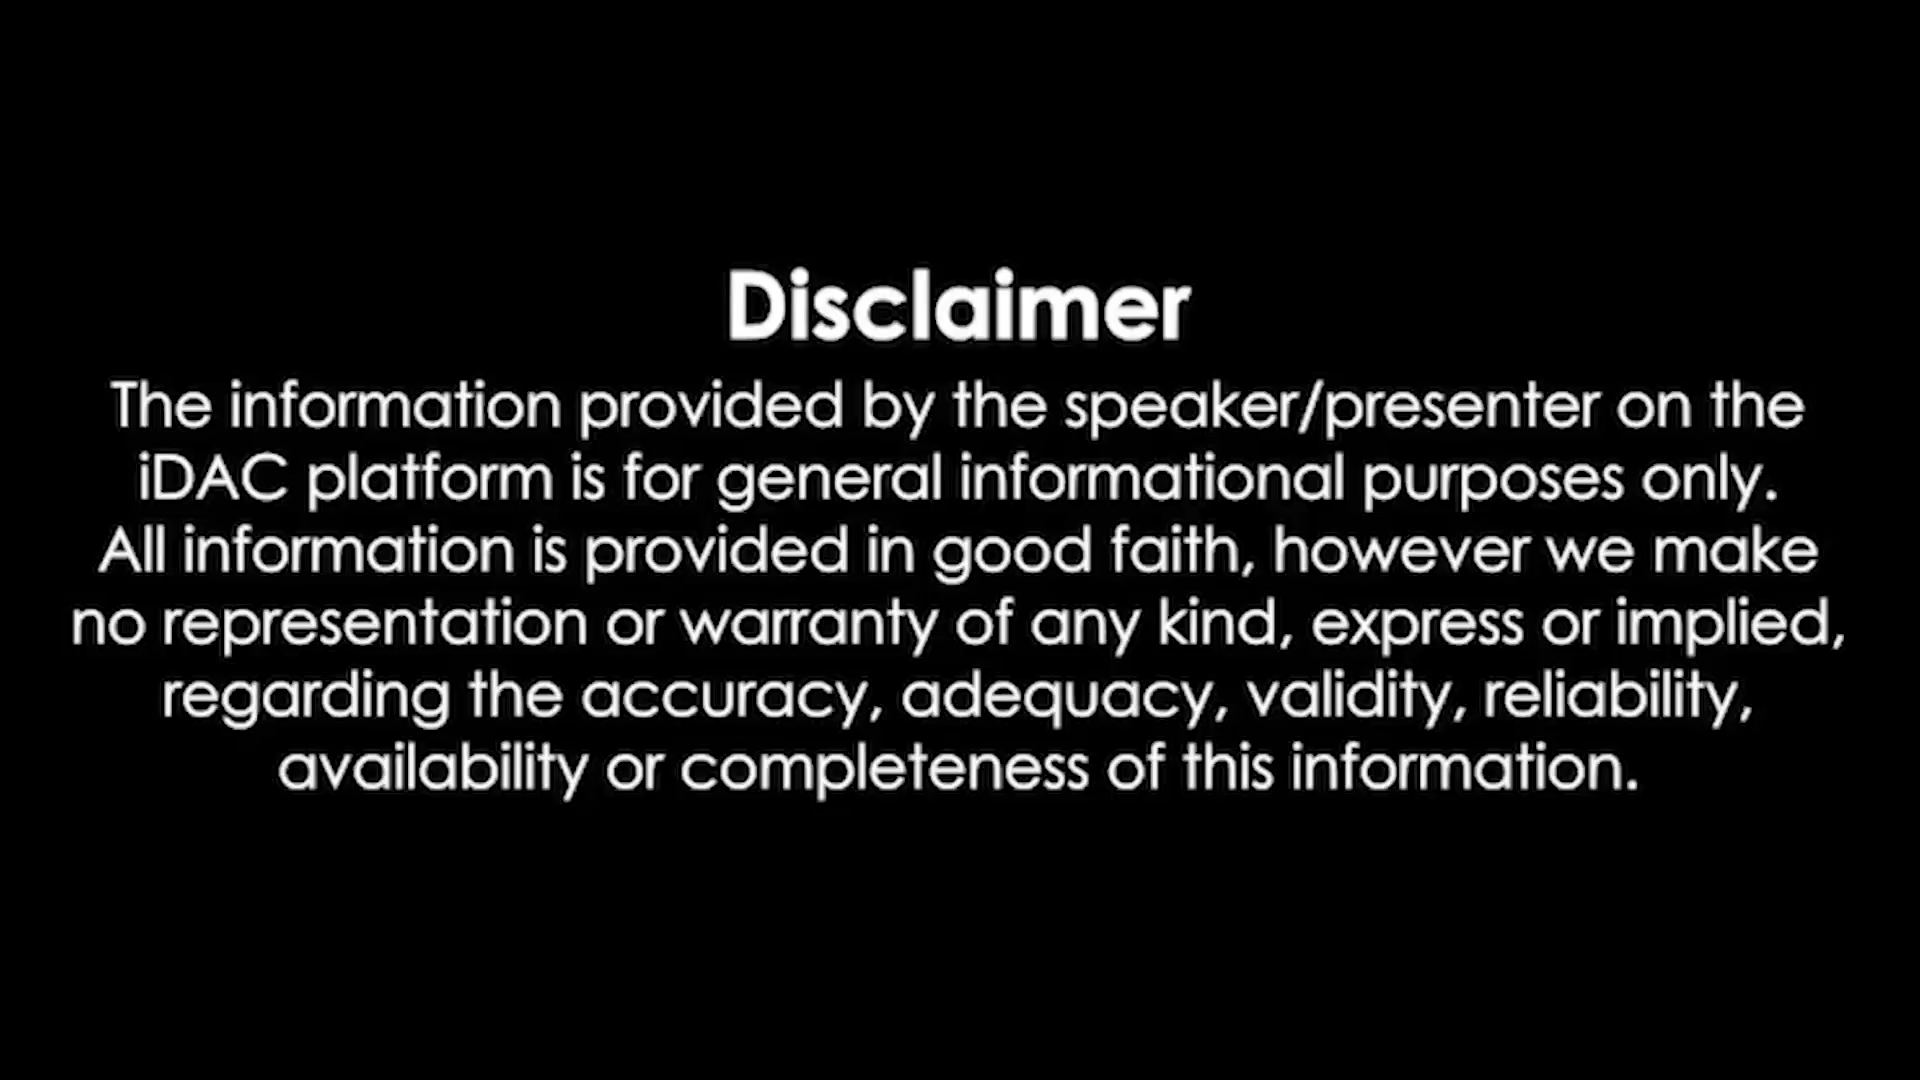 Disclaimer
The information provided by the speaker/presenter on the
iDAC platform is for general informational purposes only.
All information is provided in good faith, however we make
no representation or warranty of any kind, express or implied,
regarding the accuracy, adequacy, validity, reliability,
availability or completeness of this information.